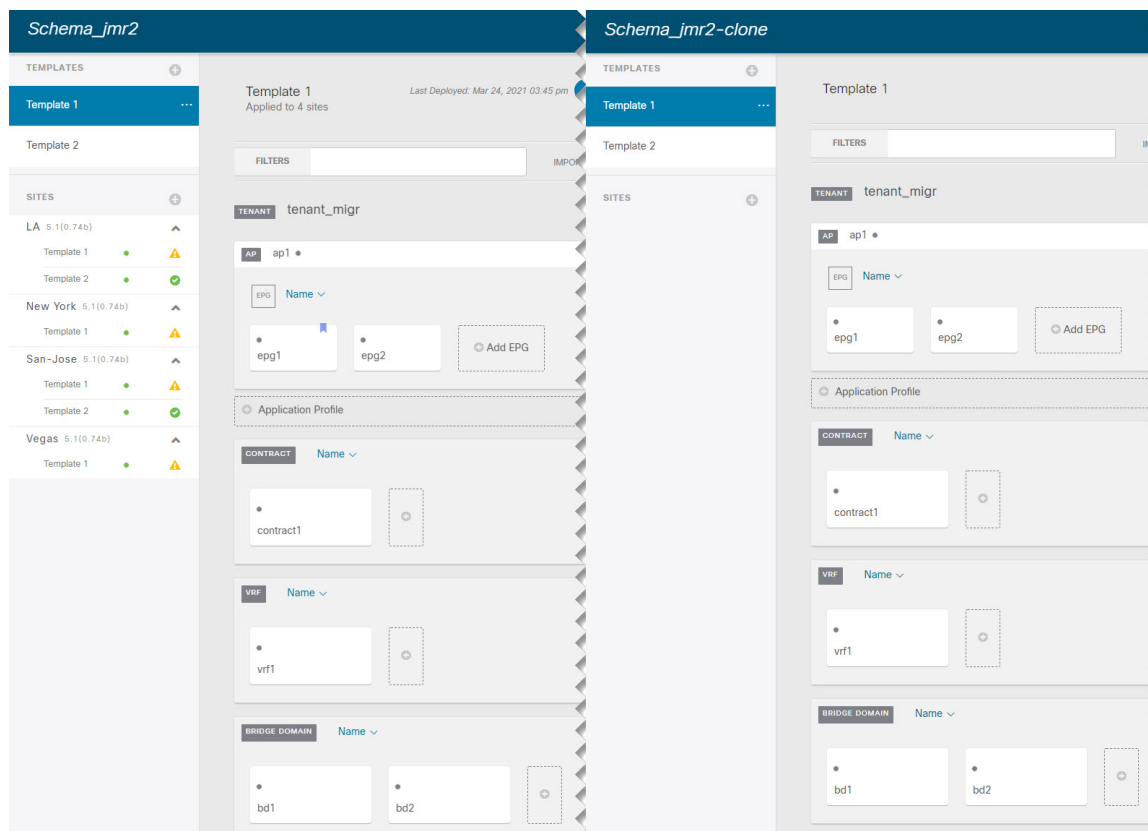 Schema_jmr2
TEMPLATES
Template 1
Template 2
SITES
LA 5.1(0.74b)
Template 1
Template 2
New York 5.1(0.74b)
Template 1
San-Jose 5.1(0.74b)
Template 1
Template 2
Vegas 5.1(0.74b)
Template 1
Template 1
Last Deployed: Mar 24, 2021 03:45 pm
Applied to 4 sites
FILTERS
IMPO
TENANT tenant_migr
AP ap1
EPG Name
epg1
epg2
Add EPG
Application Profile
CONTRACT Name
contract1
VRF Name
vrf1
BRIDGE DOMAIN Name
bd1
bd2
Schema_jmr2-clone
TEMPLATES
Template 1
Template 2
SITES
Template 1
FILTERS
TENANT tenant_migr
AP ap1
EPG Name
epg1
epg2
Add EPG
Application Profile
CONTRACT Name
contract1
VRF Name
vrf1
BRIDGE DOMAIN Name
bd1
bd2